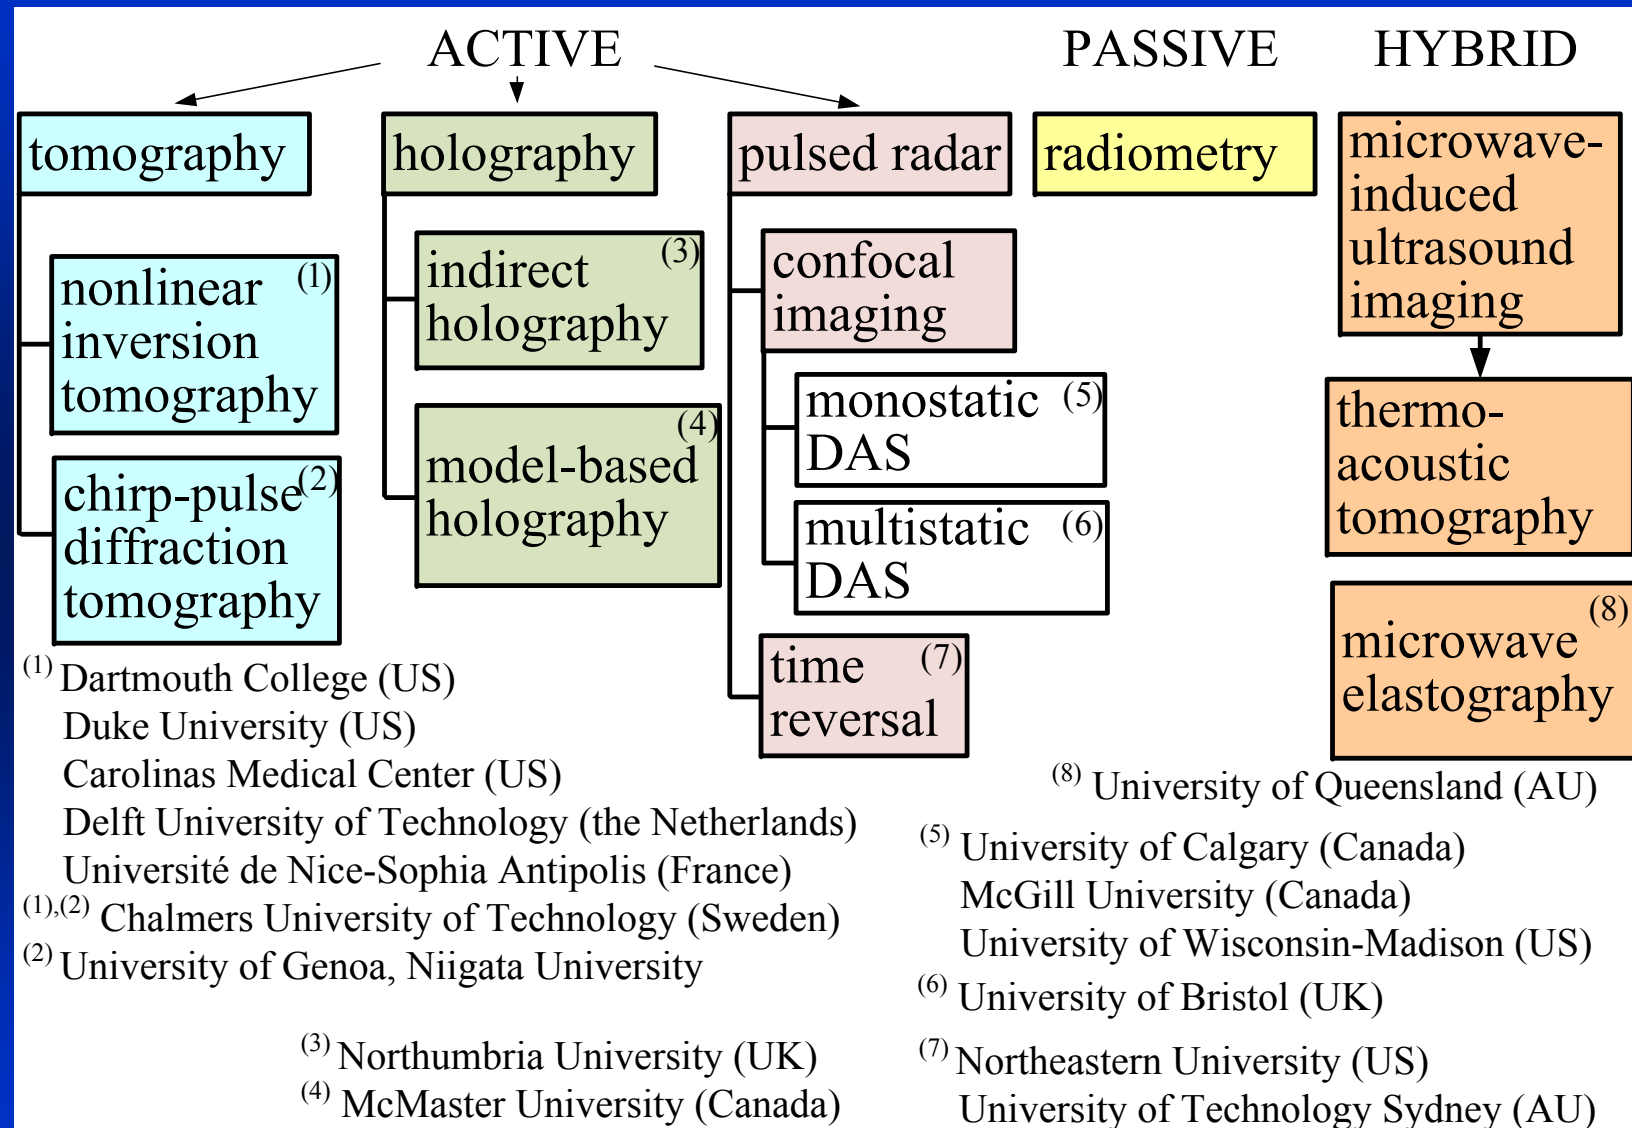 ACTIVE
PASSIVE
HYBRID
tomography
nonlinear (1)
inversion
tomography
chirp-pulse (2)
diffraction
tomography
holography
indirect (3)
holography
(4)
model-based
holography
pulsed radar
confocal
imaging
monostatic (5)
DAS
multistatic (6)
DAS
time (7)
reversal
radiometry
microwave-
induced
ultrasound
imaging
thermo-
acoustic
tomography
(8)
microwave
elastography
(1) Dartmouth College (US)
Duke University (US)
Carolinas Medical Center (US)
Delft University of Technology (the Netherlands)
Université de Nice-Sophia Antipolis (France)
(1),(2) Chalmers University of Technology (Sweden)
(2) University of Genoa, Niigata University
(3) Northumbria University (UK)
(4) McMaster University (Canada)
(8) University of Queensland (AU)
(5) University of Calgary (Canada)
McGill University (Canada)
University of Wisconsin-Madison (US)
(6) University of Bristol (UK)
(7) Northeastern University (US)
University of Technology Sydney (AU)